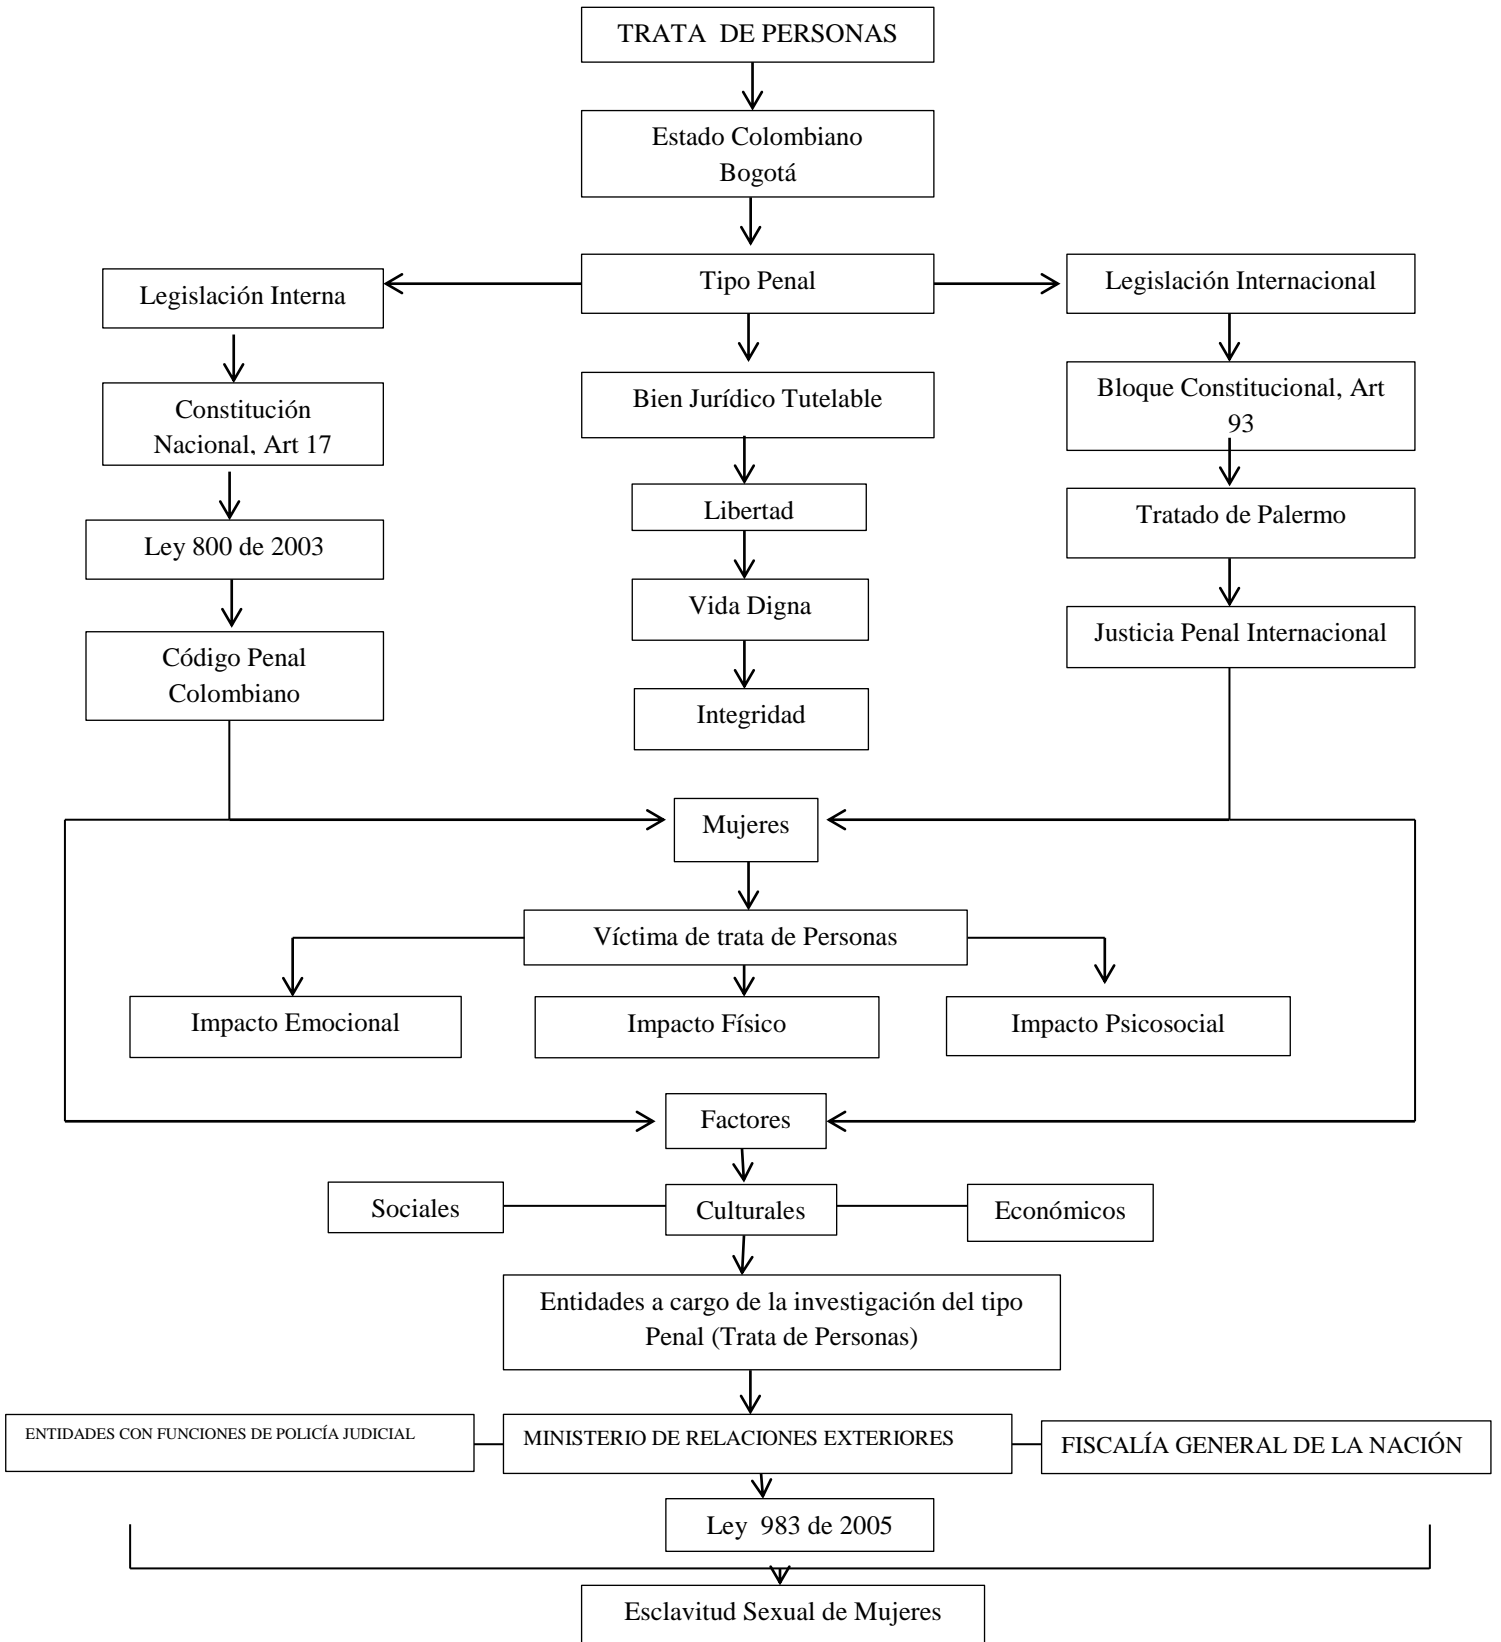 TRATA DE PERSONAS
Estado Colombiano
Bogotá
Tipo Penal
Legislación Interna
Legislación Internacional
Constitución
Nacional, Art 17
Bien Jurídico Tutelable
Bloque Constitucional, Art
93
Ley 800 de 2003
Libertad
Tratado de Palermo
Código Penal
Colombiano
Vida Digna
Justicia Penal Internacional
Integridad
Mujeres
Víctima de trata de Personas
Impacto Emocional
Impacto Físico
Impacto Psicosocial
Factores
Sociales
Culturales
Económicos
Entidades a cargo de la investigación del tipo
Penal (Trata de Personas)
ENTIDADES CON FUNCIONES DE POLICÍA JUDICIAL
MINISTERIO DE RELACIONES EXTERIORES
FISCALÍA GENERAL DE LA NACIÓN
Ley 983 de 2005
Esclavitud Sexual de Mujeres